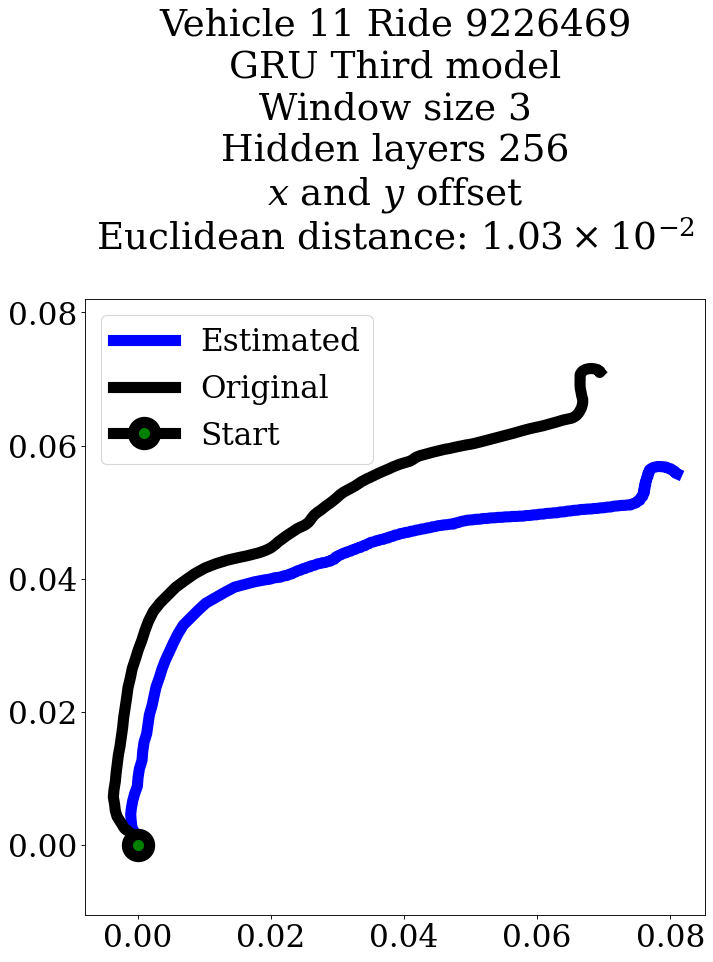 Vehicle 11 Ride 9226469
GRU Third model
Window size 3
Hidden layers 256
x and y offset
Euclidean distance: 1.03 × 10⁻²
Estimated
Original
Start
0.08
0.06
0.04
0.02
0.00
0.00 0.02 0.04 0.06 0.08